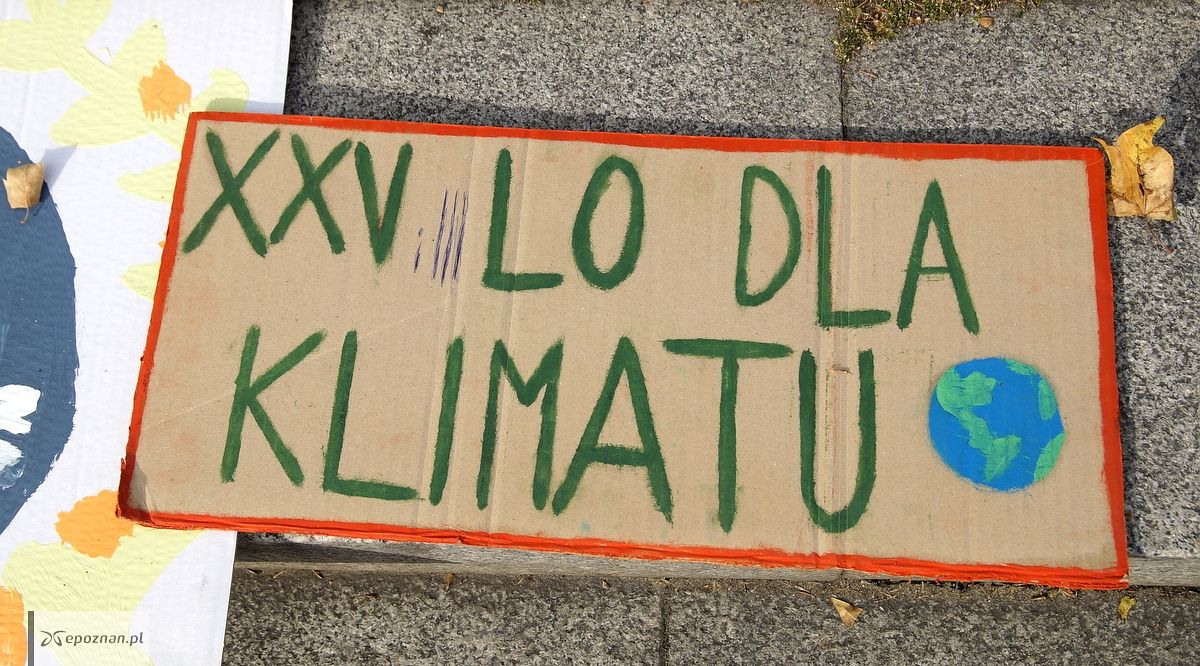 XXV LO DLA
KLIMATU
epoznan.pl